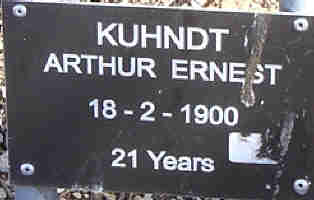 KUHNDT
ARTHUR ERNEST
18 - 2 - 1900
21 Years